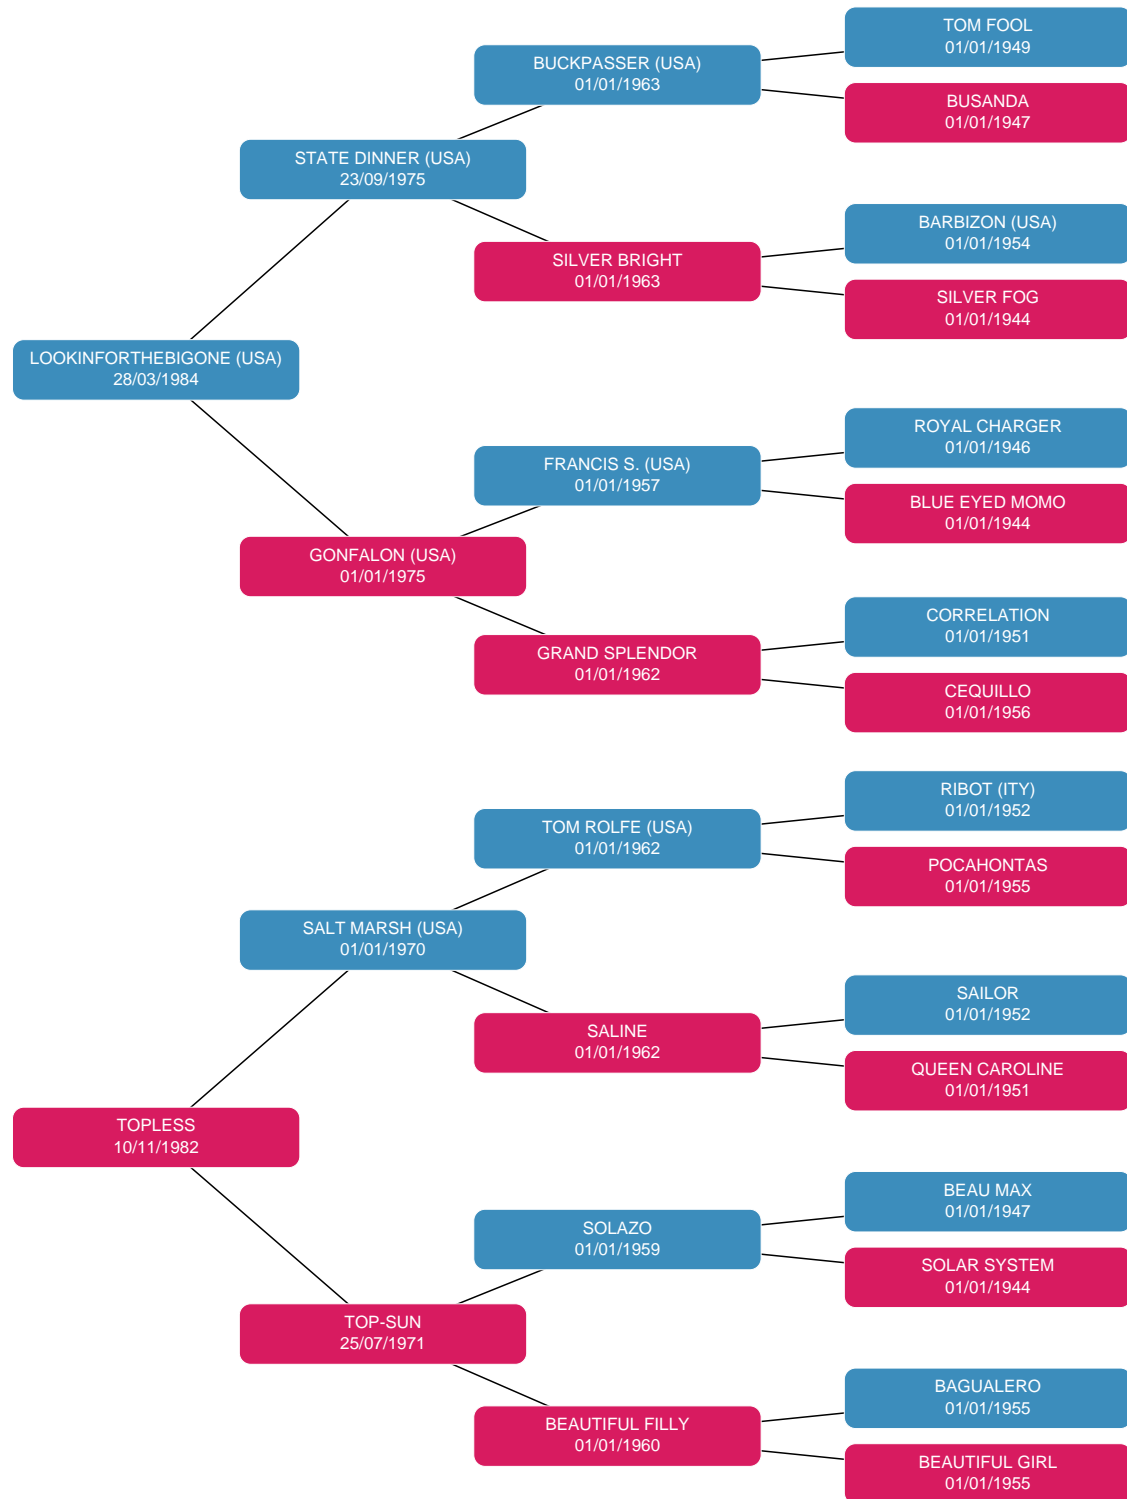 TOM FOOL
01/01/1949
BUCKPASSER (USA)
01/01/1963
BUSANDA
01/01/1947
STATE DINNER (USA)
23/09/1975
BARBIZON (USA)
01/01/1954
SILVER BRIGHT
01/01/1963
SILVER FOG
01/01/1944
LOOKINFORTHEBIGONE (USA)
28/03/1984
ROYAL CHARGER
01/01/1946
FRANCIS S. (USA)
01/01/1957
BLUE EYED MOMO
01/01/1944
GONFALON (USA)
01/01/1975
CORRELATION
01/01/1951
GRAND SPLENDOR
01/01/1962
CEQUILLO
01/01/1956
RIBOT (ITY)
01/01/1952
TOM ROLFE (USA)
01/01/1962
POCAHONTAS
01/01/1955
SALT MARSH (USA)
01/01/1970
SAILOR
01/01/1952
SALINE
01/01/1962
QUEEN CAROLINE
01/01/1951
TOPLESS
10/11/1982
BEAU MAX
01/01/1947
SOLAZO
01/01/1959
SOLAR SYSTEM
01/01/1944
TOP-SUN
25/07/1971
BAGUALERO
01/01/1955
BEAUTIFUL FILLY
01/01/1960
BEAUTIFUL GIRL
01/01/1955